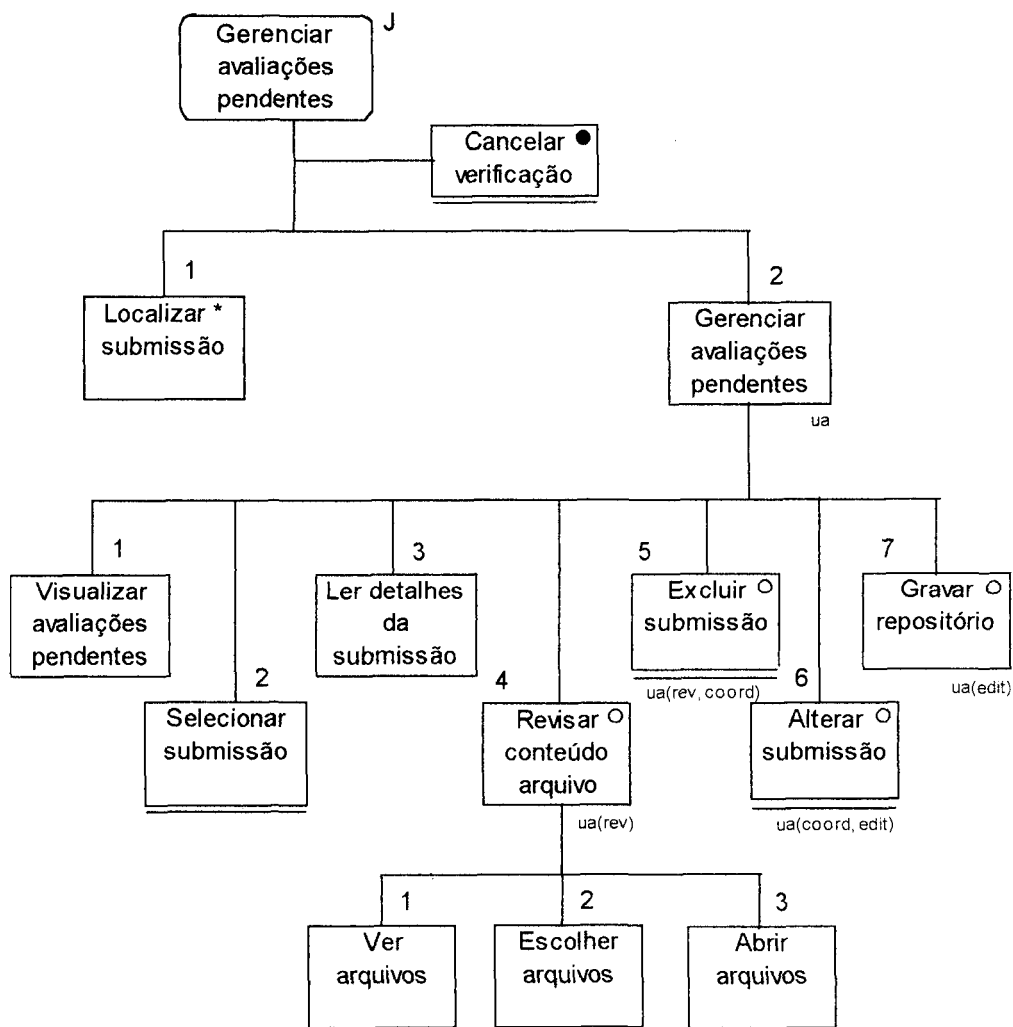 Gerenciar
avaliações
pendentes
J
Cancelar
verificação
1
Localizar *
submissão
2
Gerenciar
avaliações
pendentes
ua
1
Visualizar
avaliações
pendentes
2
Selecionar
submissão
3
Ler detalhes
da
submissão
4
Revisar
conteúdo
arquivo
ua(rev)
5
Excluir
submissão
ua(rev, coord)
6
Alterar
submissão
ua(coord, edit)
7
Gravar
repositório
ua(edit)
1
Ver
arquivos
2
Escolher
arquivos
3
Abrir
arquivos